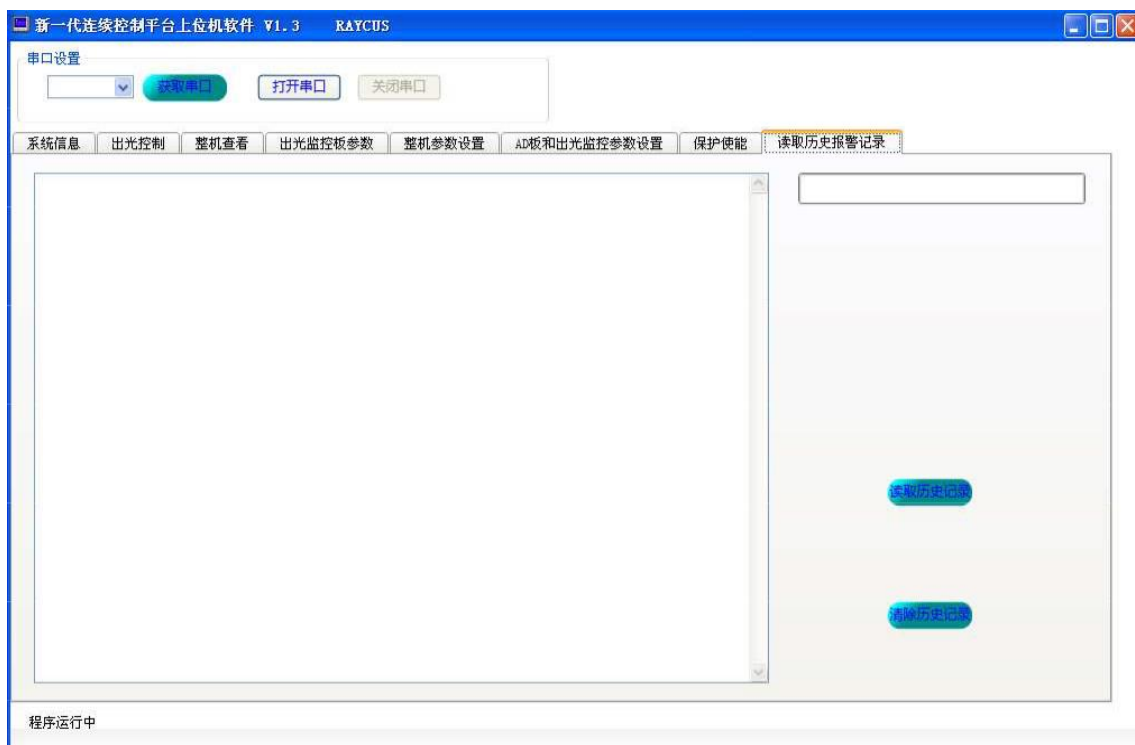 新一代连续控制平台上位机软件 V1.3 RAYCUS
串口设置
获取串口 打开串口 关闭串口
系统信息 出光控制 整机查看 出光监控板参数 整机参数设置 AD板和出光监控参数设置 保护使能 读取历史报警记录
读取历史记录
清除历史记录
程序运行中